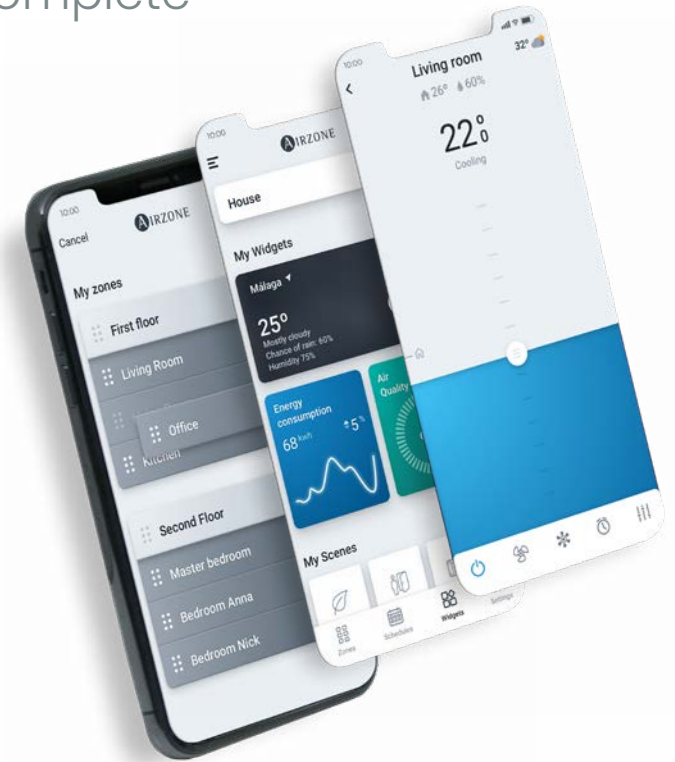 omplete
10:00
Cancel
AIRZONE
My zones
First floor
Living Room
Office
Kitchen
Second Floor
Master bedroom
Bedroom Anna
Bedroom Nick
10:00
AIRZONE
House
My Widgets
Málaga
25º
Mostly cloudy
Chance of rain: 60%
Humidity 75%
Energy
consumption
68 kwh
5%
Air
Quality
My Scenes
Zones
Schedules
Widgets
Settings
10:00
Living room
32º
26º 60%
22º0
Cooling